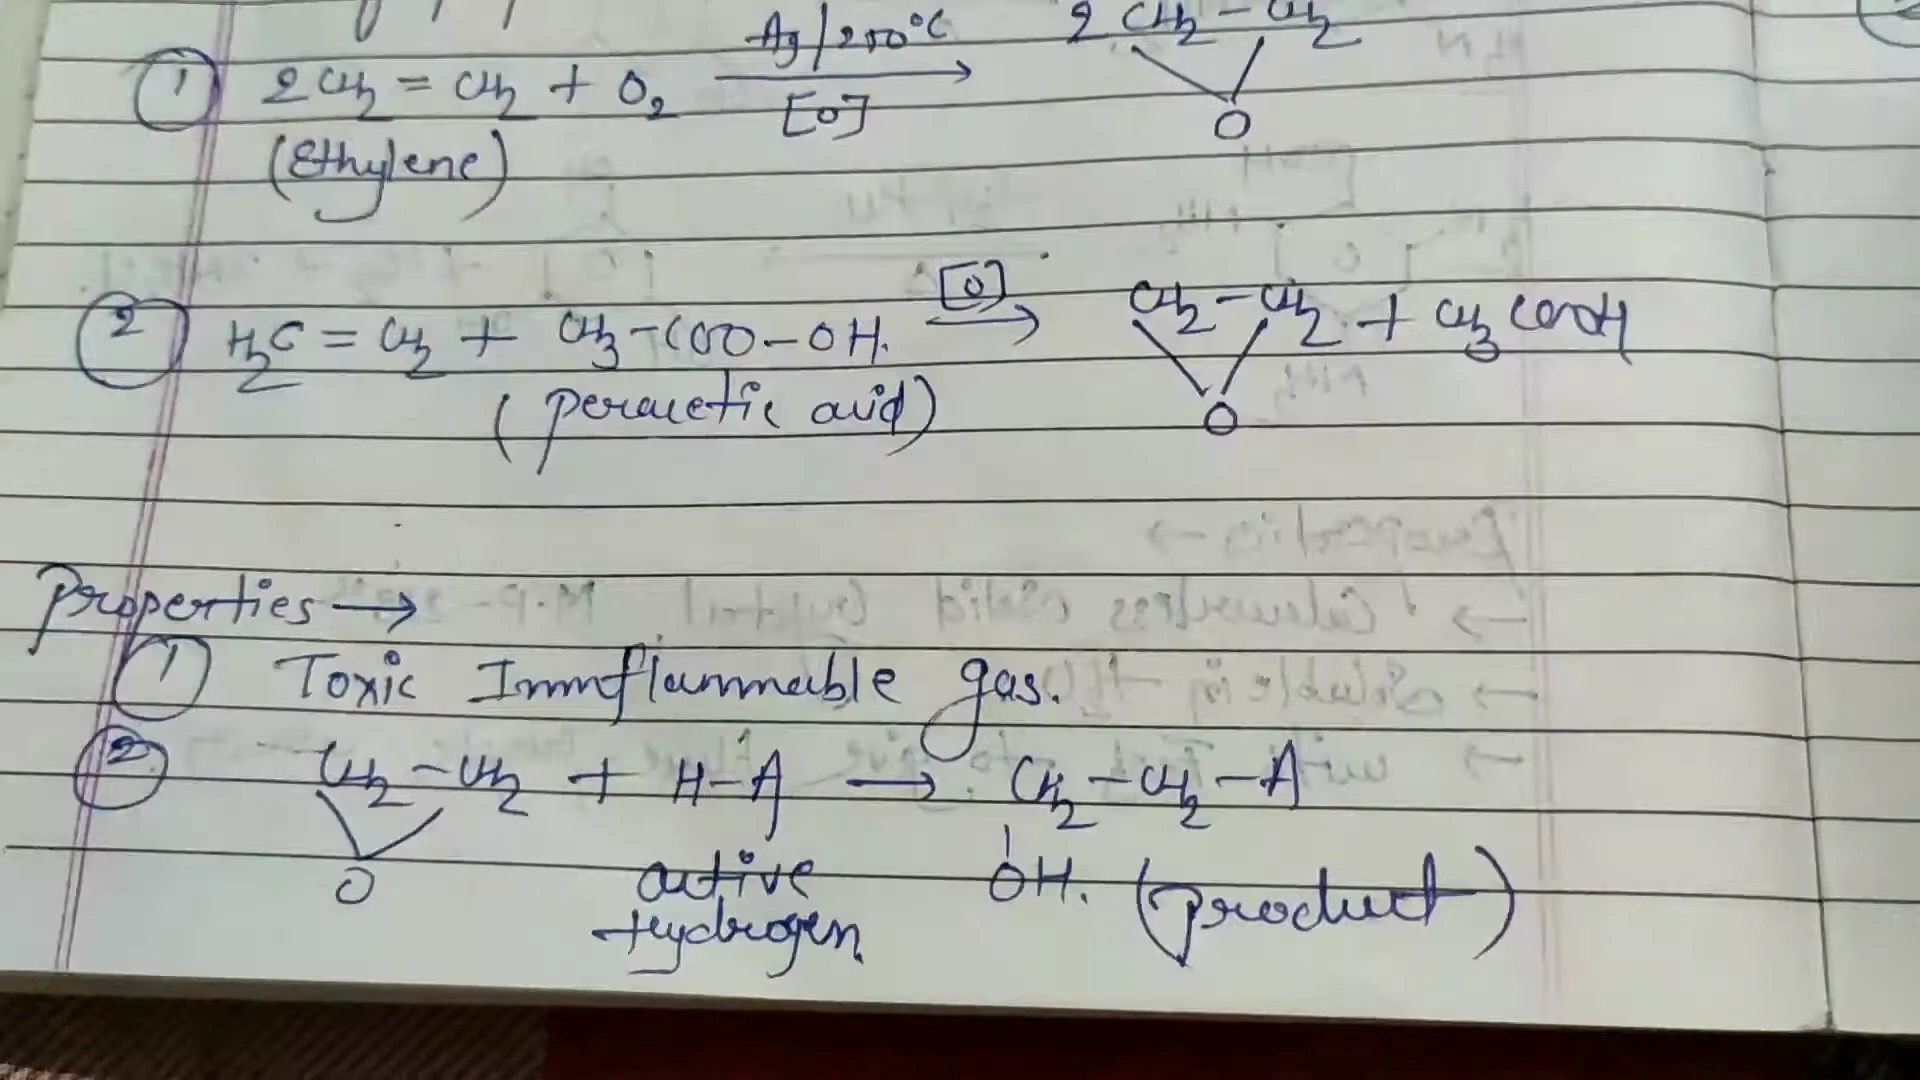 Ag/250°C
① 2CH2 = CH2 + O2 ⟶ 2 CH2 - CH2
[O]
O
(Ethylene)
[O]
② H2C = CH2 + CH3-COO-OH. ⟶ CH2 - CH2 + CH3COOH
O
(peracetic acid)
Properties ⟶
① Toxic Immflammable gas.
② CH2 - CH2 + H-A ⟶ CH2 - CH2 - A
O
active
Hydrogen.
OH. (product)